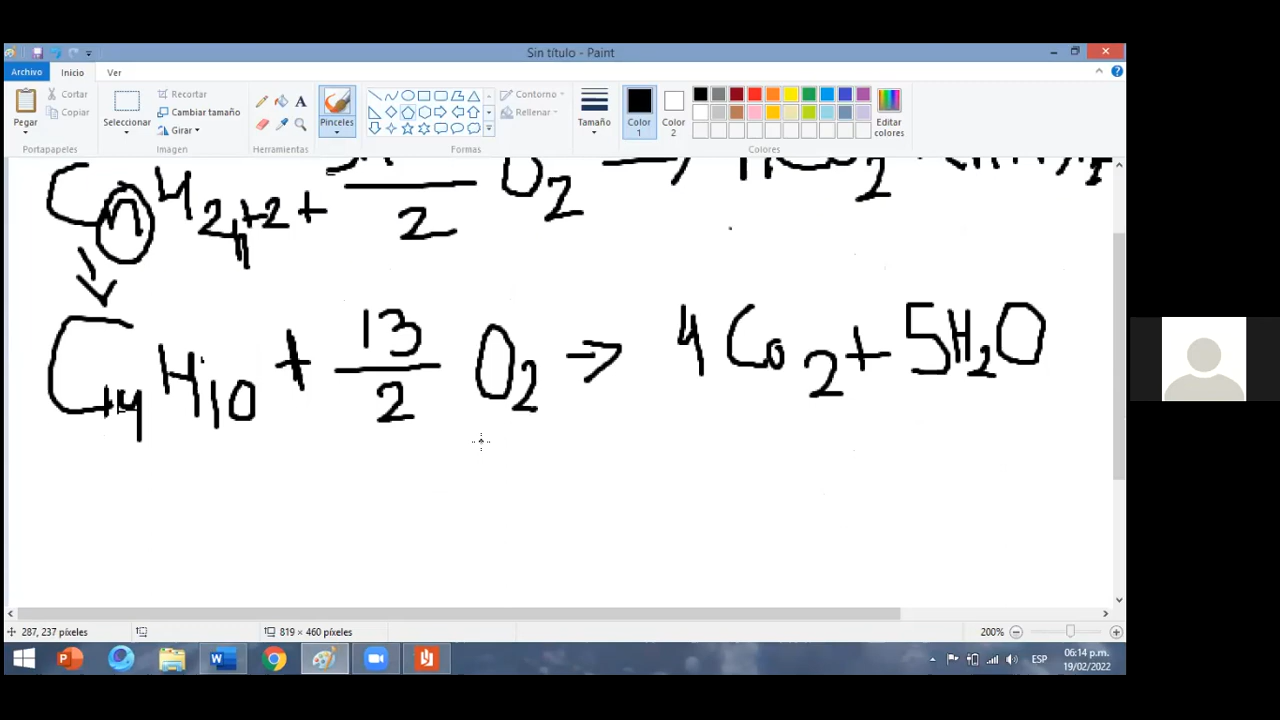 Sin título - Paint
Archivo Inicio Ver
Pegar
Cortar
Copiar
Portapapeles
Seleccionar
Recortar
Cambiar tamaño
Girar
Imagen
A
Herramientas
Pinceles
Contorno
Rellenar
Formas
Tamaño
Color 1
Color 2
Editar colores
Colores
CnH2n+2 + 2 O2 → nCo2
C4H10 + 13/2 O2 → 4Co2 + 5H2O
287, 237 píxeles
819 × 460 píxeles
200%
ESP
06:14 p.m.
19/02/2022